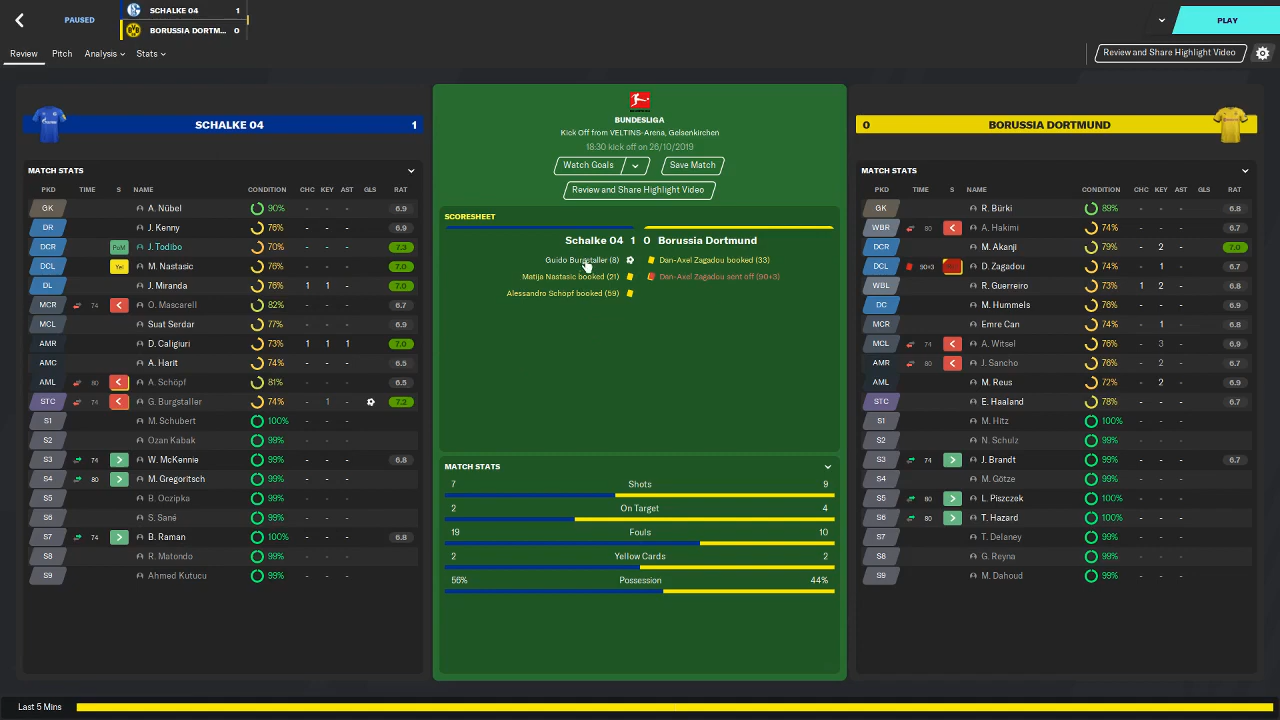 PAUSED
SCHALKE 04 1
BORUSSIA DORTM... 0
PLAY
Review Pitch Analysis Stats
Review and Share Highlight Video
SCHALKE 04 1
MATCH STATS
PKD TIME S NAME CONDITION CHC KEY AST GLS RAT
GK A. Nübel 90% - - - 6.9
DR J. Kenny 76% - - - 6.9
DCR PoM J. Todibo 70% - - - 7.3
DCL Yel M. Nastasic 76% - - - 7.0
DL J. Miranda 76% 1 1 - 7.0
MCR 74 O. Mascarell 82% - - - 6.7
MCL Suat Serdar 77% - - - 6.9
AMR D. Caligiuri 73% 1 1 1 7.0
AMC A. Harit 74% - - - 6.5
AML 80 A. Schöpf 81% - - - 6.5
STC 74 G. Burgstaller 74% - 1 - 7.2
S1 M. Schubert 100% - - -
S2 Ozan Kabak 99% - - -
S3 74 W. McKennie 99% - - - 6.8
S4 80 M. Gregoritsch 99% - - -
S5 B. Oczipka 99% - - -
S6 S. Sané 99% - - -
S7 74 B. Raman 100% - - - 6.8
S8 R. Matondo 99% - - -
S9 Ahmed Kutucu 99% - - -
BUNDESLIGA
Kick Off from VELTINS-Arena, Gelsenkirchen
18:30 kick off on 26/10/2019
Watch Goals
Save Match
Review and Share Highlight Video
SCORESHEET
Schalke 04 1 0 Borussia Dortmund
Guido Burgstaller (8) Dan-Axel Zagadou booked (33)
Matija Nastasic booked (21) Dan-Axel Zagadou sent off (90+3)
Alessandro Schöpf booked (59)
MATCH STATS
7 Shots 9
2 On Target 4
19 Fouls 10
2 Yellow Cards 2
56% Possession 44%
0 BORUSSIA DORTMUND
MATCH STATS
PKD TIME S NAME CONDITION CHC KEY AST GLS RAT
GK R. Bürki 89% - - - 6.8
WBR 80 A. Hakimi 74% - - - 6.7
DCR M. Akanji 79% - 2 - 7.0
DCL 90+3 D. Zagadou 74% - 1 - 6.6
WBL R. Guerreiro 73% 1 2 - 6.8
DC M. Hummels 76% - - - 6.9
MCR Emre Can 74% - 1 - 6.8
MCL 74 A. Witsel 76% - 3 - 6.9
AMR 80 J. Sancho 76% - 2 - 6.7
AML M. Reus 72% - 2 - 6.9
STC E. Haaland 78% - - - 6.7
S1 M. Hitz 100% - - -
S2 N. Schulz 99% - - -
S3 74 J. Brandt 99% - - - 6.7
S4 M. Götze 99% - - -
S5 80 L. Piszczek 100% - - -
S6 80 T. Hazard 100% - - -
S7 T. Delaney 99% - - -
S8 G. Reyna 99% - - -
S9 M. Dahoud 99% - - -
Last 5 Mins